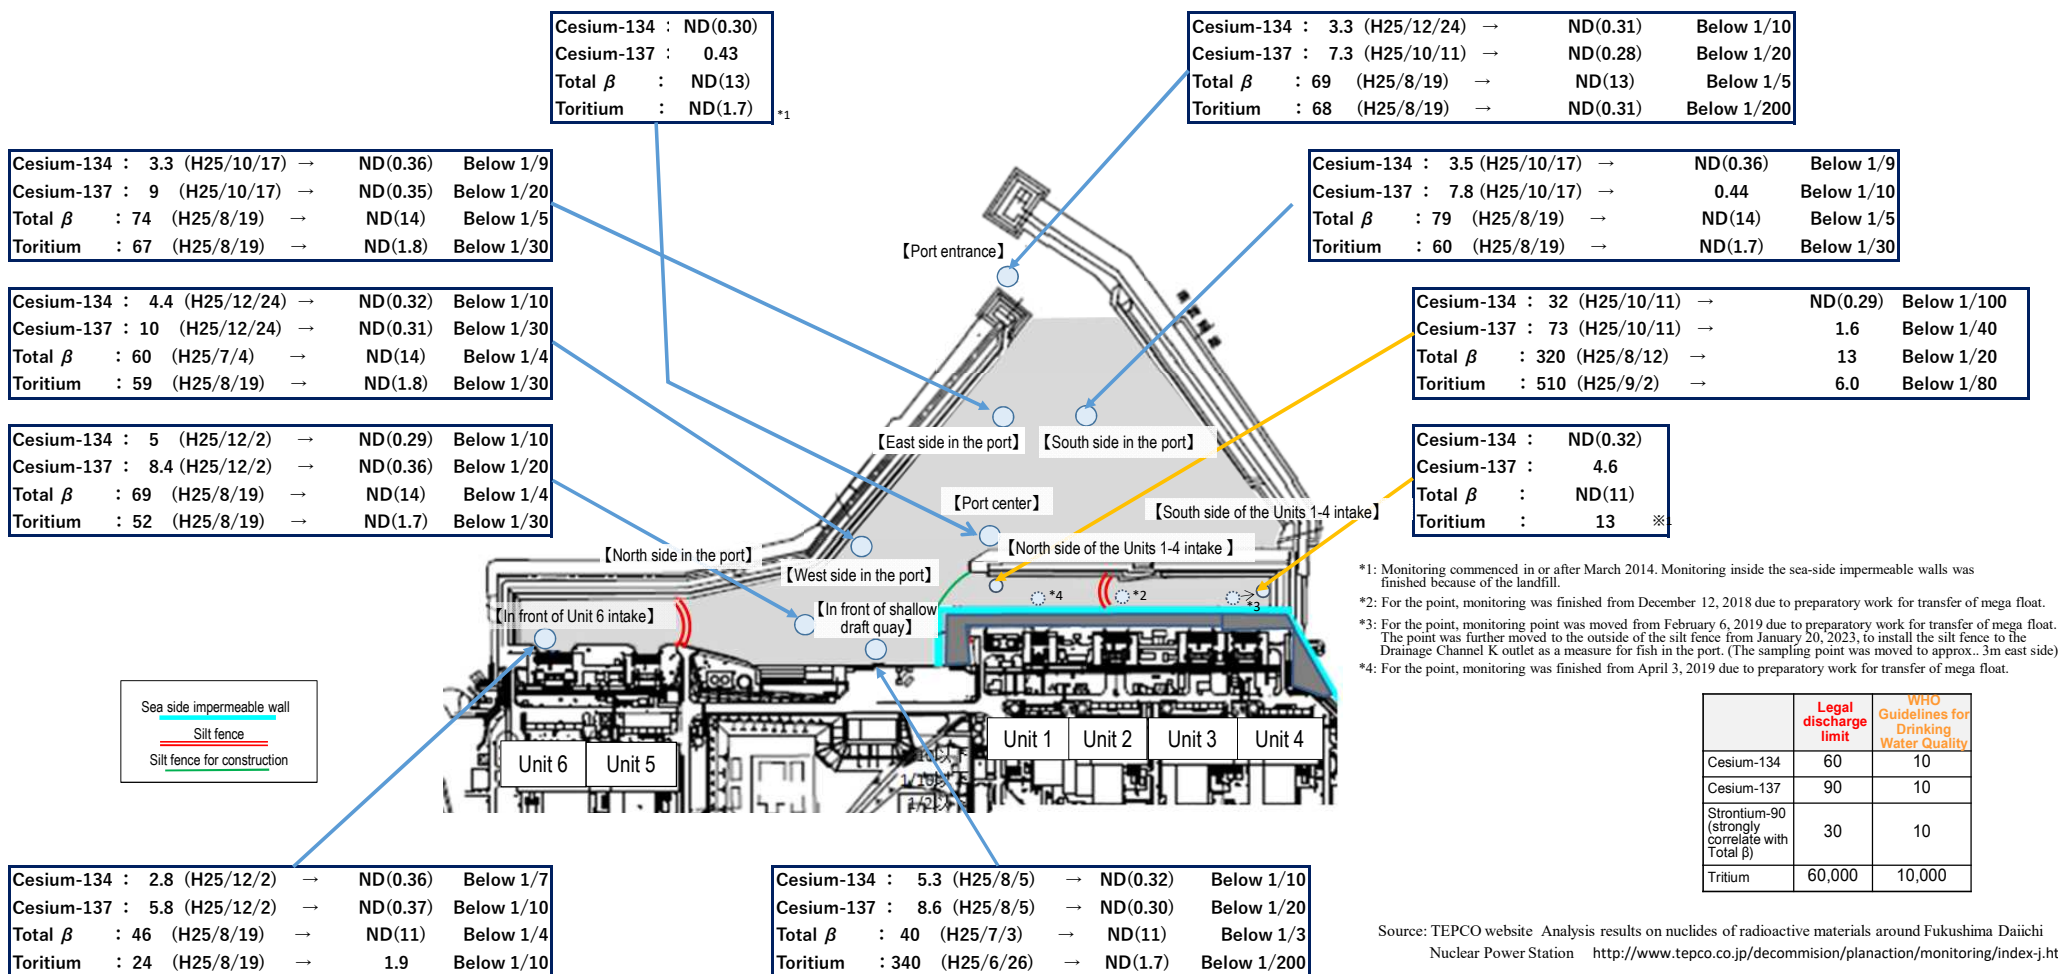 Cesium-134 : ND(0.30)
Cesium-137 : 0.43
Total β : ND(13)
Toritium : ND(1.7) *1
Cesium-134 : 3.3 (H25/12/24) → ND(0.31) Below 1/10
Cesium-137 : 7.3 (H25/10/11) → ND(0.28) Below 1/20
Total β : 69 (H25/8/19) → ND(13) Below 1/5
Toritium : 68 (H25/8/19) → ND(0.31) Below 1/200
Cesium-134 : 3.3 (H25/10/17) → ND(0.36) Below 1/9
Cesium-137 : 9 (H25/10/17) → ND(0.35) Below 1/20
Total β : 74 (H25/8/19) → ND(14) Below 1/5
Toritium : 67 (H25/8/19) → ND(1.8) Below 1/30
Cesium-134 : 3.5 (H25/10/17) → ND(0.36) Below 1/9
Cesium-137 : 7.8 (H25/10/17) → 0.44 Below 1/10
Total β : 79 (H25/8/19) → ND(14) Below 1/5
Toritium : 60 (H25/8/19) → ND(1.7) Below 1/30
Cesium-134 : 4.4 (H25/12/24) → ND(0.32) Below 1/10
Cesium-137 : 10 (H25/12/24) → ND(0.31) Below 1/30
Total β : 60 (H25/7/4) → ND(14) Below 1/4
Toritium : 59 (H25/8/19) → ND(1.8) Below 1/30
Cesium-134 : 32 (H25/10/11) → ND(0.29) Below 1/100
Cesium-137 : 73 (H25/10/11) → 1.6 Below 1/40
Total β : 320 (H25/8/12) → 13 Below 1/20
Toritium : 510 (H25/9/2) → 6.0 Below 1/80
Cesium-134 : 5 (H25/12/2) → ND(0.29) Below 1/10
Cesium-137 : 8.4 (H25/12/2) → ND(0.36) Below 1/20
Total β : 69 (H25/8/19) → ND(14) Below 1/4
Toritium : 52 (H25/8/19) → ND(1.7) Below 1/30
Cesium-134 : ND(0.32)
Cesium-137 : 4.6
Total β : ND(11)
Toritium : 13 ※1
【Port entrance】
【East side in the port】
【South side in the port】
【Port center】
【South side of the Units 1-4 intake】
【North side in the port】
【North side of the Units 1-4 intake 】
【West side in the port】
【In front of Unit 6 intake】
【In front of shallow
draft quay】
*4
*2
*3
Unit 6
Unit 5
Unit 1
Unit 2
Unit 3
Unit 4
Sea side impermeable wall
Silt fence
Silt fence for construction
*1: Monitoring commenced in or after March 2014. Monitoring inside the sea-side impermeable walls was
finished because of the landfill.
*2: For the point, monitoring was finished from December 12, 2018 due to preparatory work for transfer of mega float.
*3: For the point, monitoring point was moved from February 6, 2019 due to preparatory work for transfer of mega float.
The point was further moved to the outside of the silt fence from January 20, 2023, to install the silt fence to the
Drainage Channel K outlet as a measure for fish in the port. (The sampling point was moved to approx.. 3m east side)
*4: For the point, monitoring was finished from April 3, 2019 due to preparatory work for transfer of mega float.
Legal
discharge
limit
WHO
Guidelines for
Drinking
Water Quality
Cesium-134 60 10
Cesium-137 90 10
Strontium-90
(strongly
correlate with
Total β)
30 10
Tritium 60,000 10,000
Cesium-134 : 2.8 (H25/12/2) → ND(0.36) Below 1/7
Cesium-137 : 5.8 (H25/12/2) → ND(0.37) Below 1/10
Total β : 46 (H25/8/19) → ND(11) Below 1/4
Toritium : 24 (H25/8/19) → 1.9 Below 1/10
Cesium-134 : 5.3 (H25/8/5) → ND(0.32) Below 1/10
Cesium-137 : 8.6 (H25/8/5) → ND(0.30) Below 1/20
Total β : 40 (H25/7/3) → ND(11) Below 1/3
Toritium : 340 (H25/6/26) → ND(1.7) Below 1/200
Source: TEPCO website Analysis results on nuclides of radioactive materials around Fukushima Daiichi
Nuclear Power Station http://www.tepco.co.jp/decommision/planaction/monitoring/index-j.ht